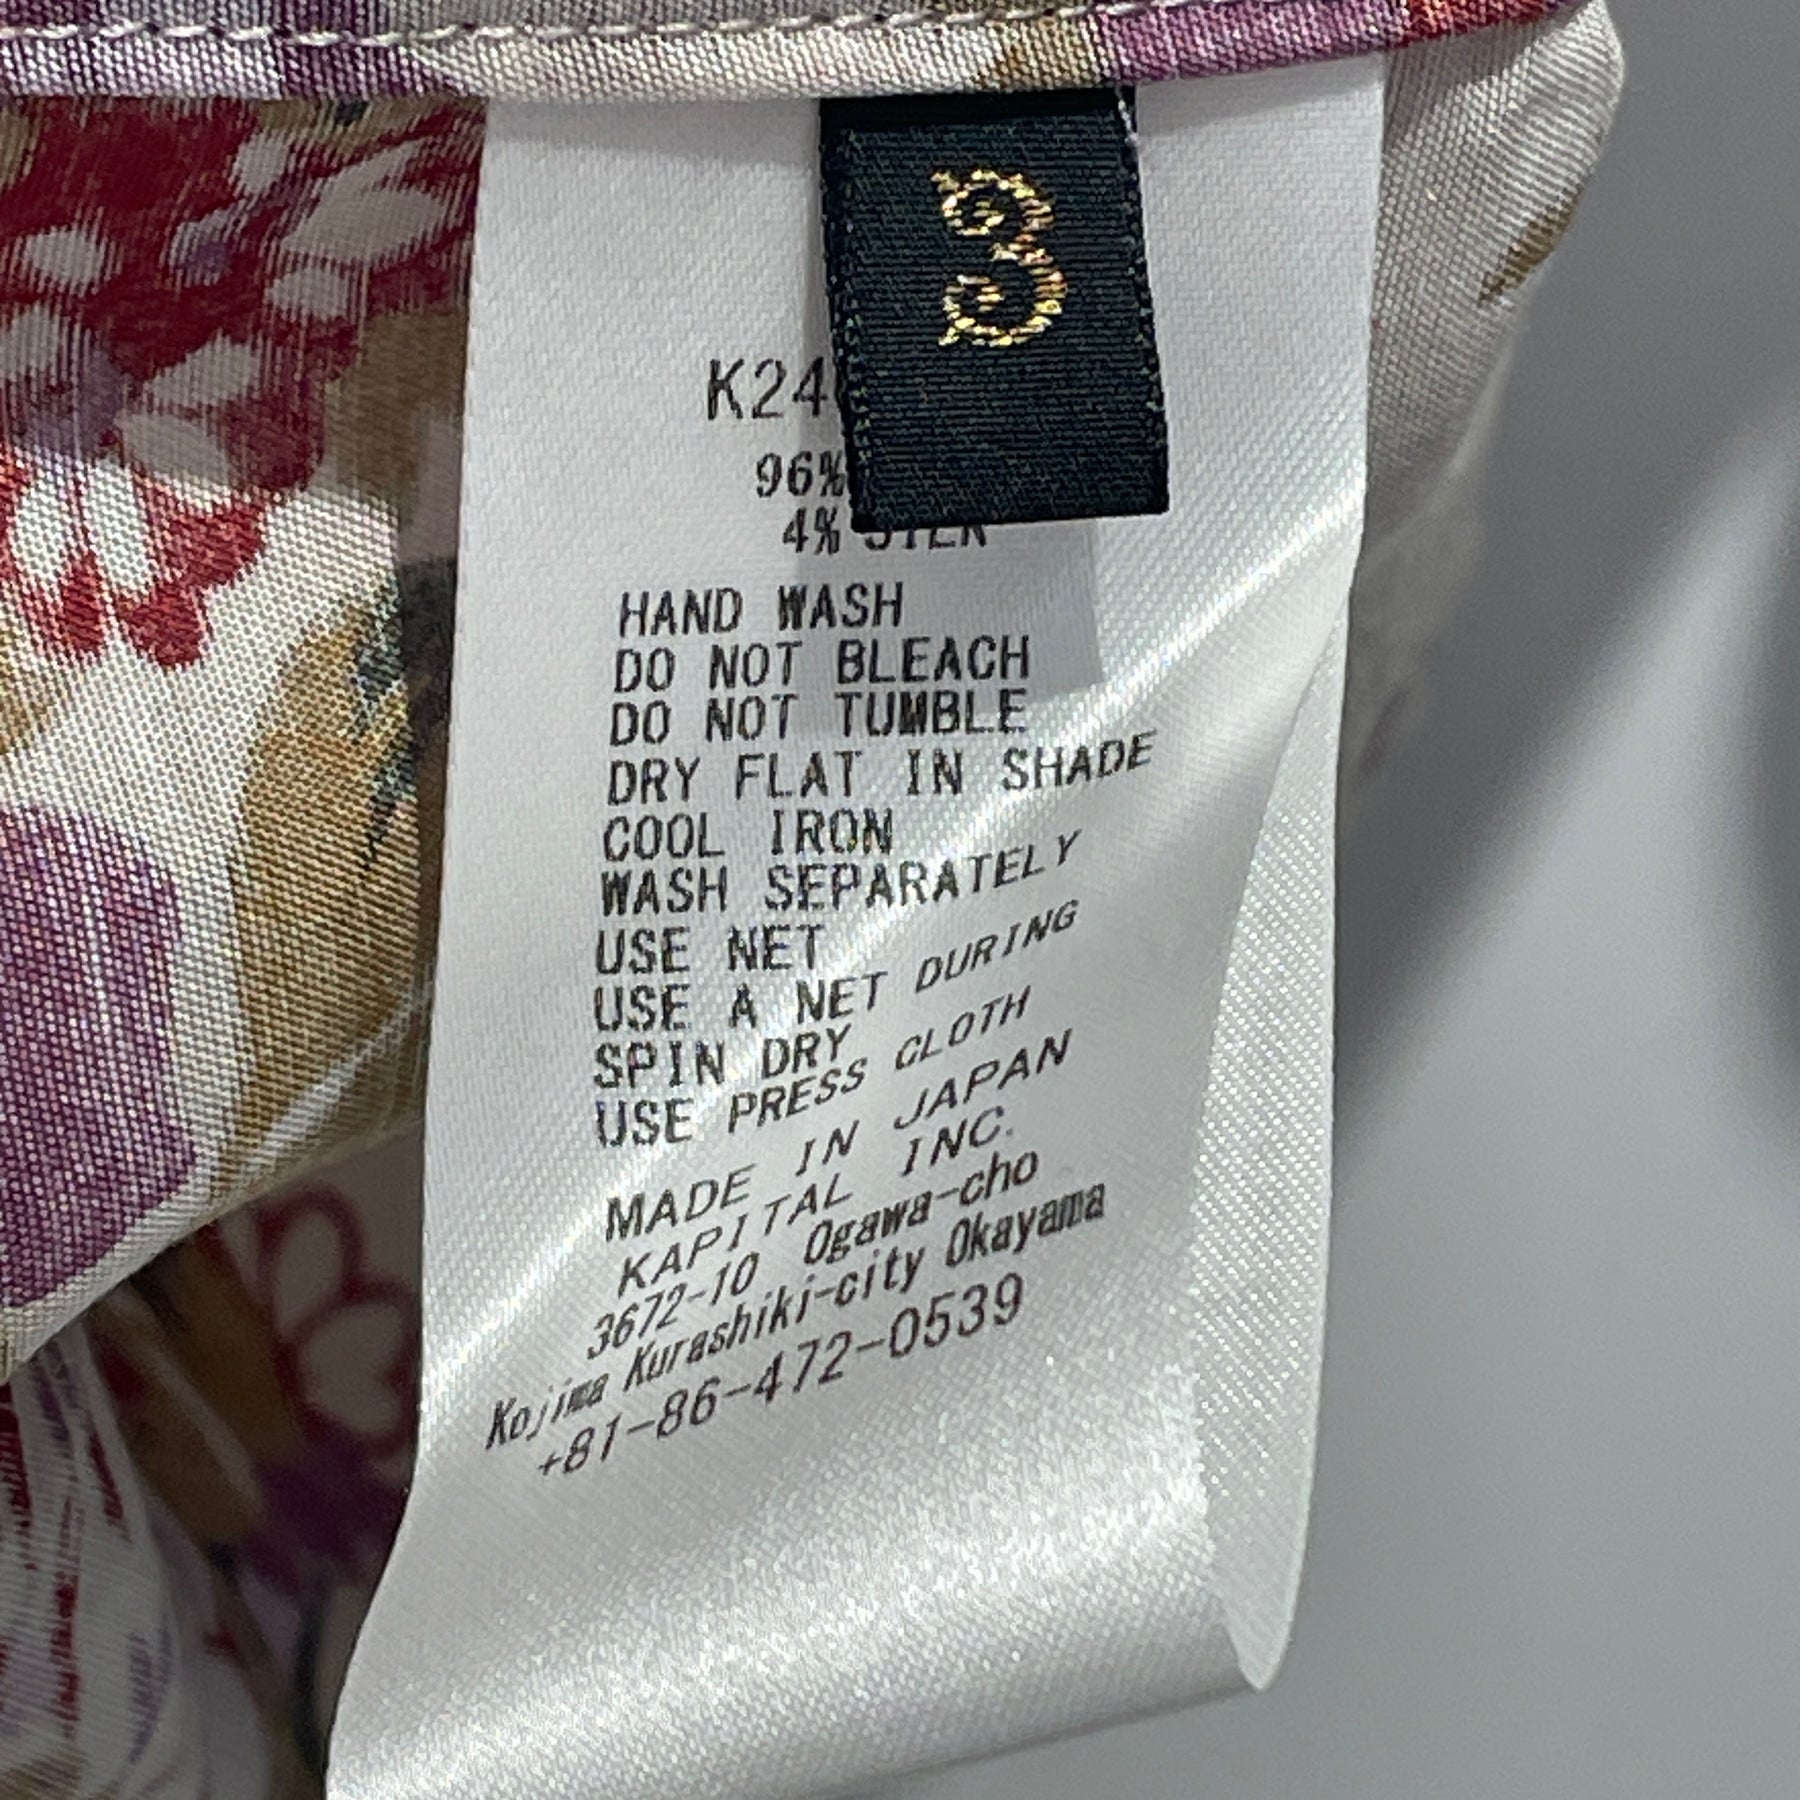 3
K24
96%
4% SILK
HAND WASH
DO NOT BLEACH
DO NOT TUMBLE
DRY FLAT IN SHADE
COOL IRON
WASH SEPARATELY
USE NET
USE A NET DURING
SPIN DRY
USE PRESS CLOTH
MADE IN JAPAN
KAPITAL INC.
3672-10 Ogawa-cho
Kojima Kurashiki-city Okayama
+81-86-472-0539